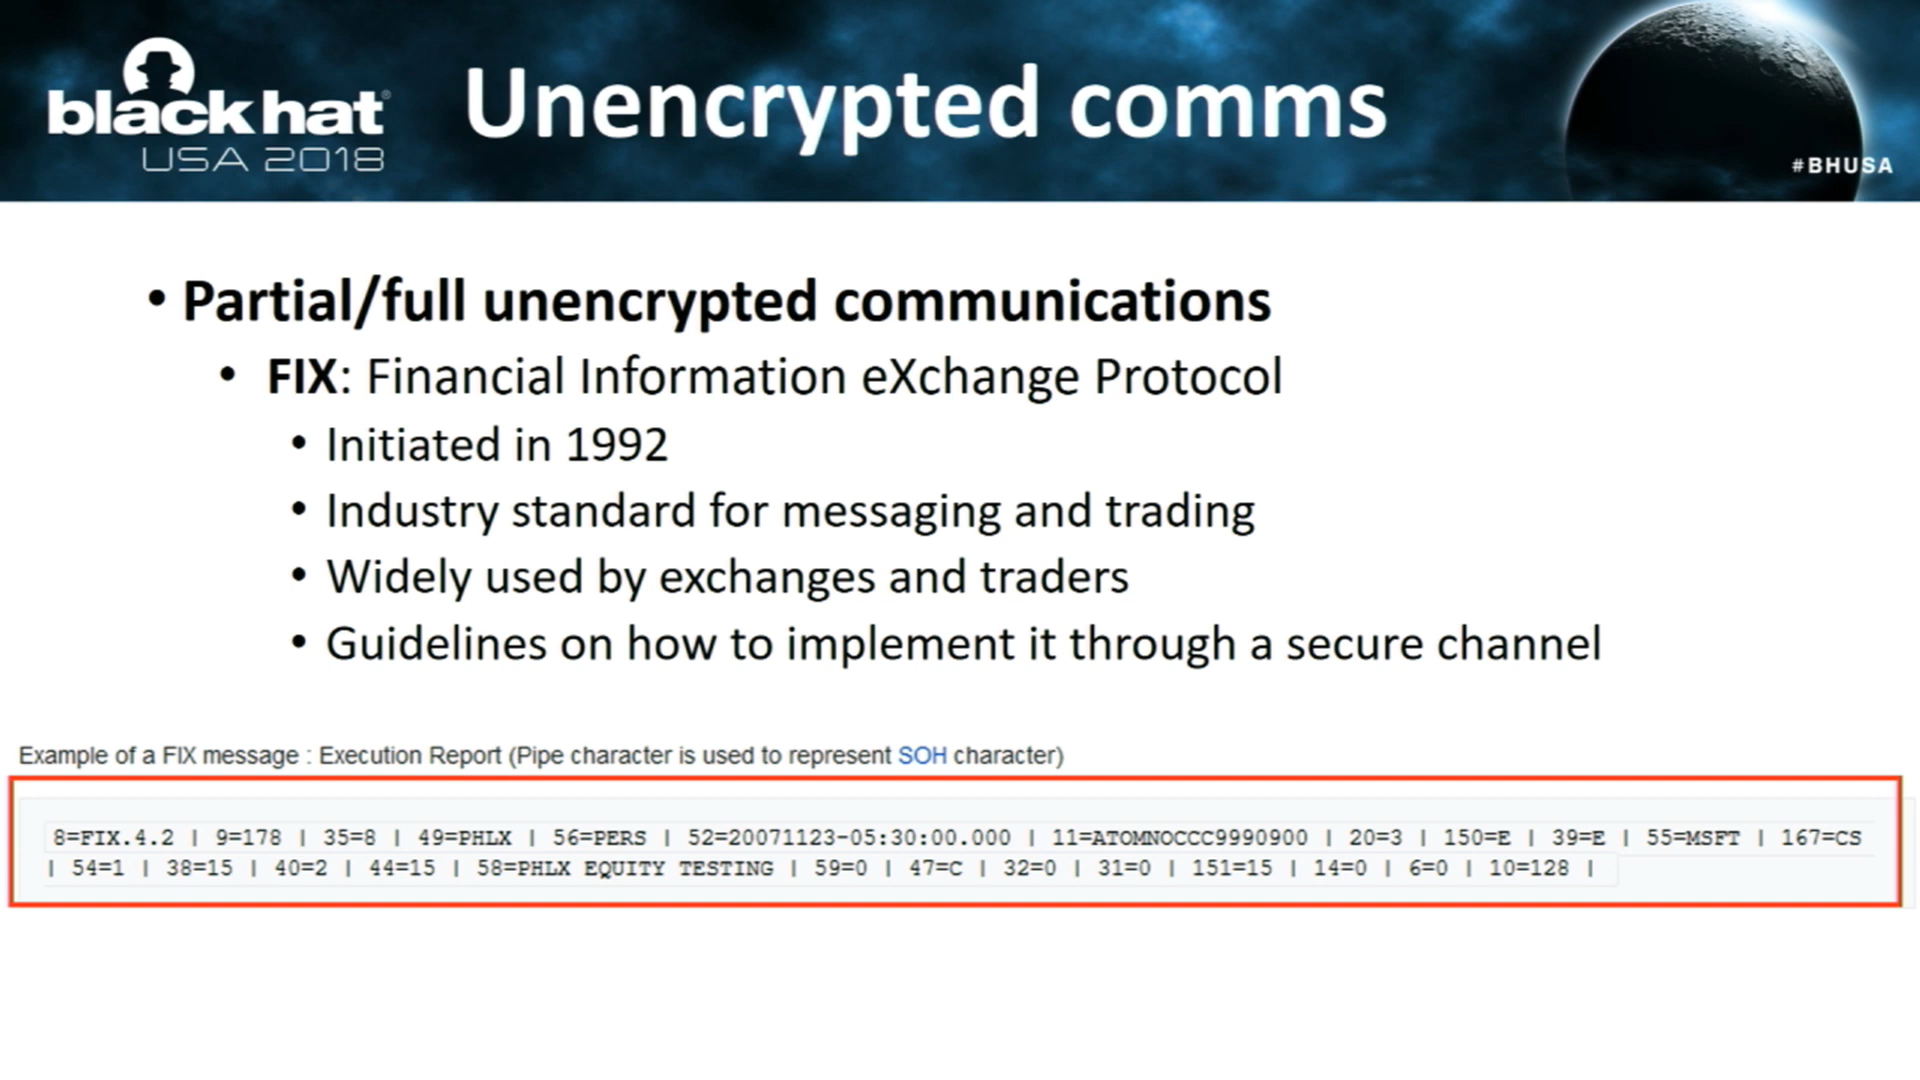 black hat®
USA 2018
Unencrypted comms
#BHUSA
• Partial/full unencrypted communications
• FIX: Financial Information eXchange Protocol
• Initiated in 1992
• Industry standard for messaging and trading
• Widely used by exchanges and traders
• Guidelines on how to implement it through a secure channel
Example of a FIX message : Execution Report (Pipe character is used to represent SOH character)
8=FIX.4.2 | 9=178 | 35=8 | 49=PHLX | 56=PERS | 52=20071123-05:30:00.000 | 11=ATOMNOCCC9990900 | 20=3 | 150=E | 39=E | 55=MSFT | 167=CS
| 54=1 | 38=15 | 40=2 | 44=15 | 58=PHLX EQUITY TESTING | 59=0 | 47=C | 32=0 | 31=0 | 151=15 | 14=0 | 6=0 | 10=128 |